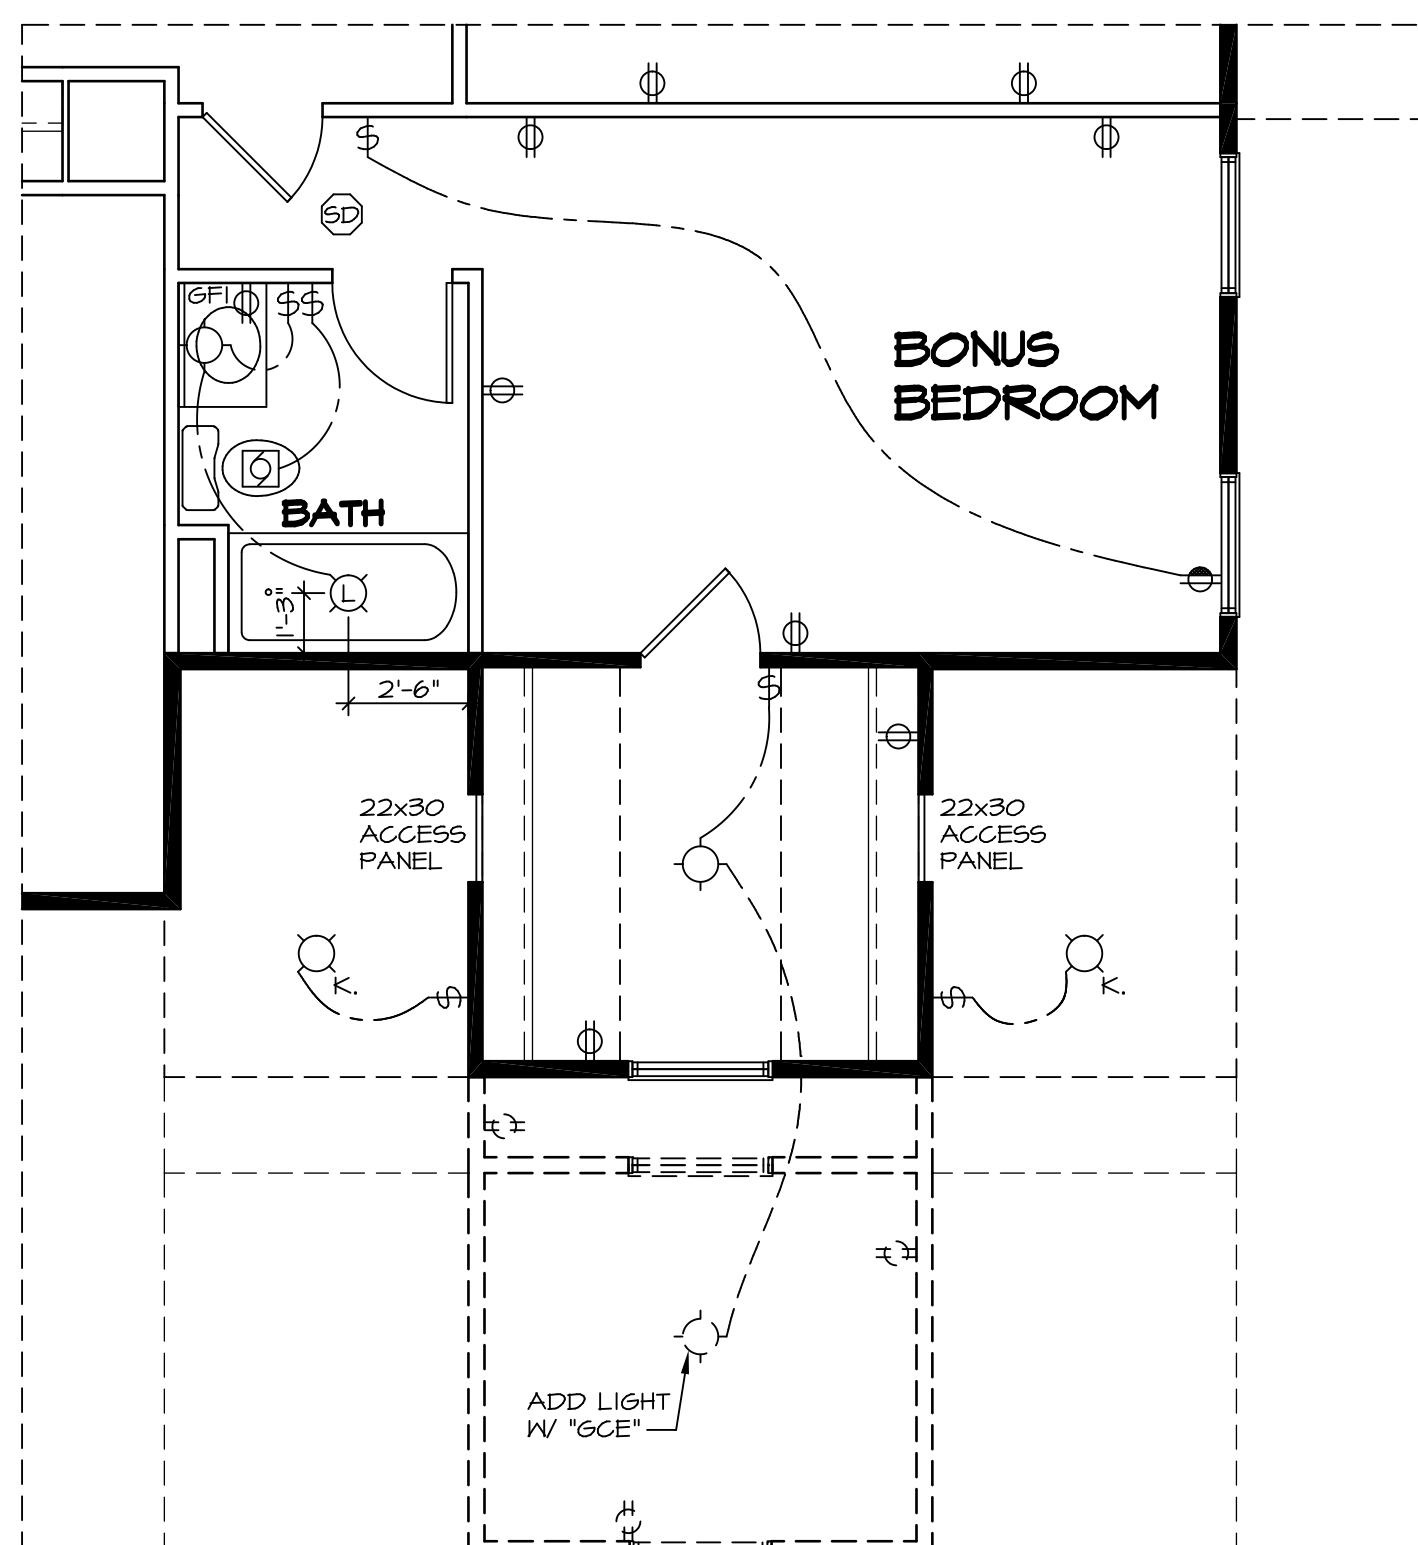 $
SD
GFI
$$
BONUS
BEDROOM
BATH
L
1'-3"
2'-6"
$
22x30
ACCESS
PANEL
22x30
ACCESS
PANEL
K.
$
$
K.
ADD LIGHT
W/ "GCE"